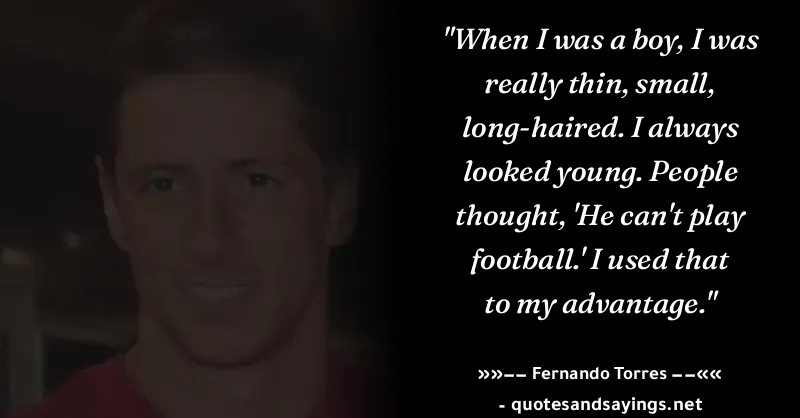 "When I was a boy, I was
really thin, small,
long-haired. I always
looked young. People
thought, 'He can't play
football.' I used that
to my advantage."
»»–– Fernando Torres ––««
- quotesandsayings.net